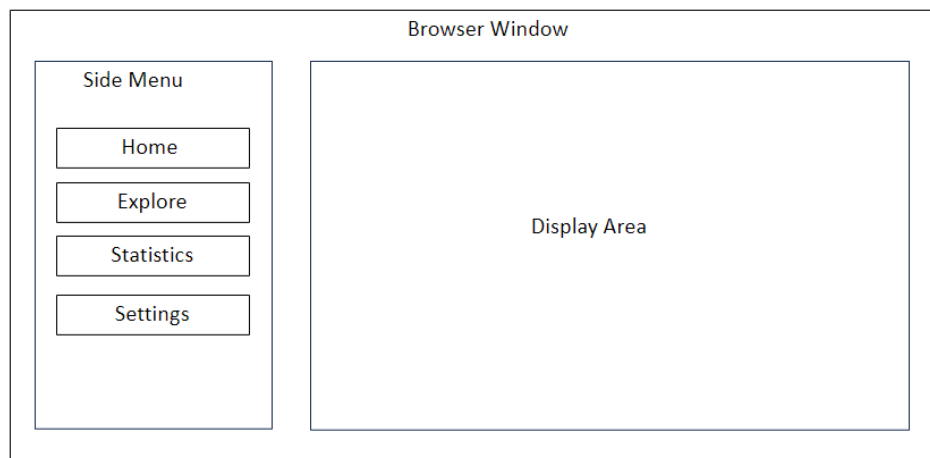 Browser Window
Side Menu
Home
Explore
Statistics
Settings
Display Area